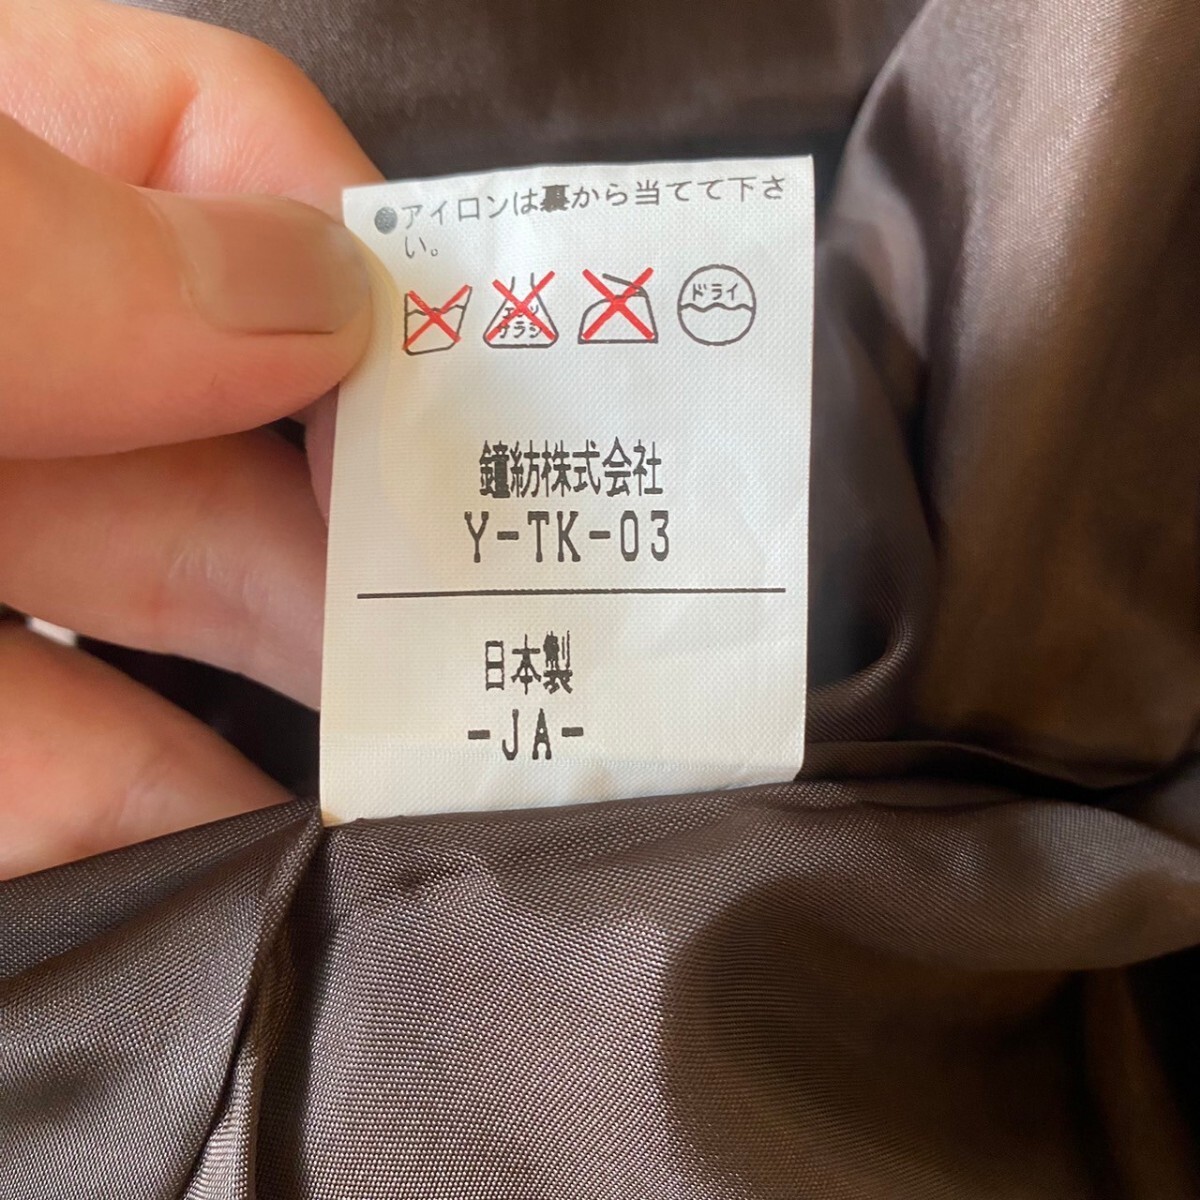 ●アイロンは裏から当てて下さ
い。
エンソ
サラシ
ドライ
鐘紡株式会社
Y-TK-03
日本製
-JA-